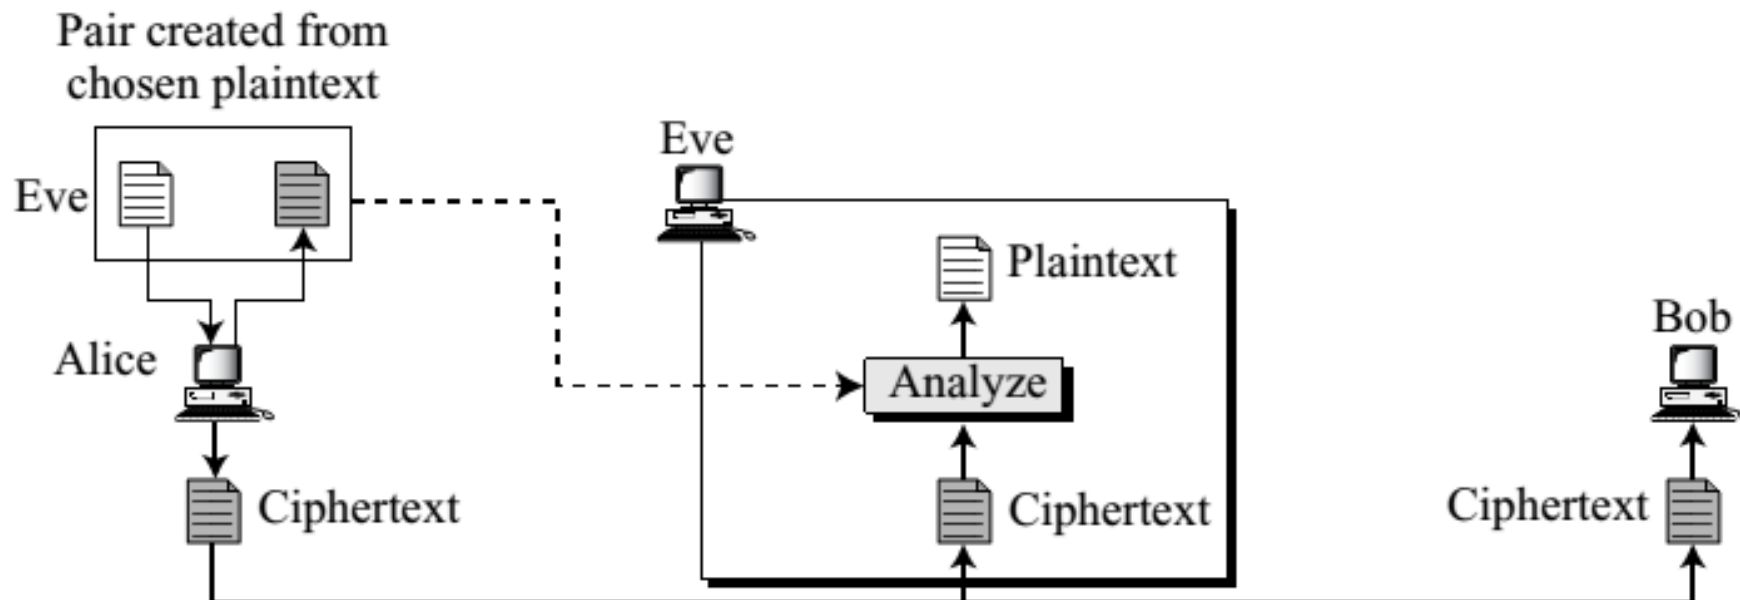 Pair created from
chosen plaintext
Eve
Eve
Plaintext
Alice
Analyze
Bob
Ciphertext
Ciphertext
Ciphertext